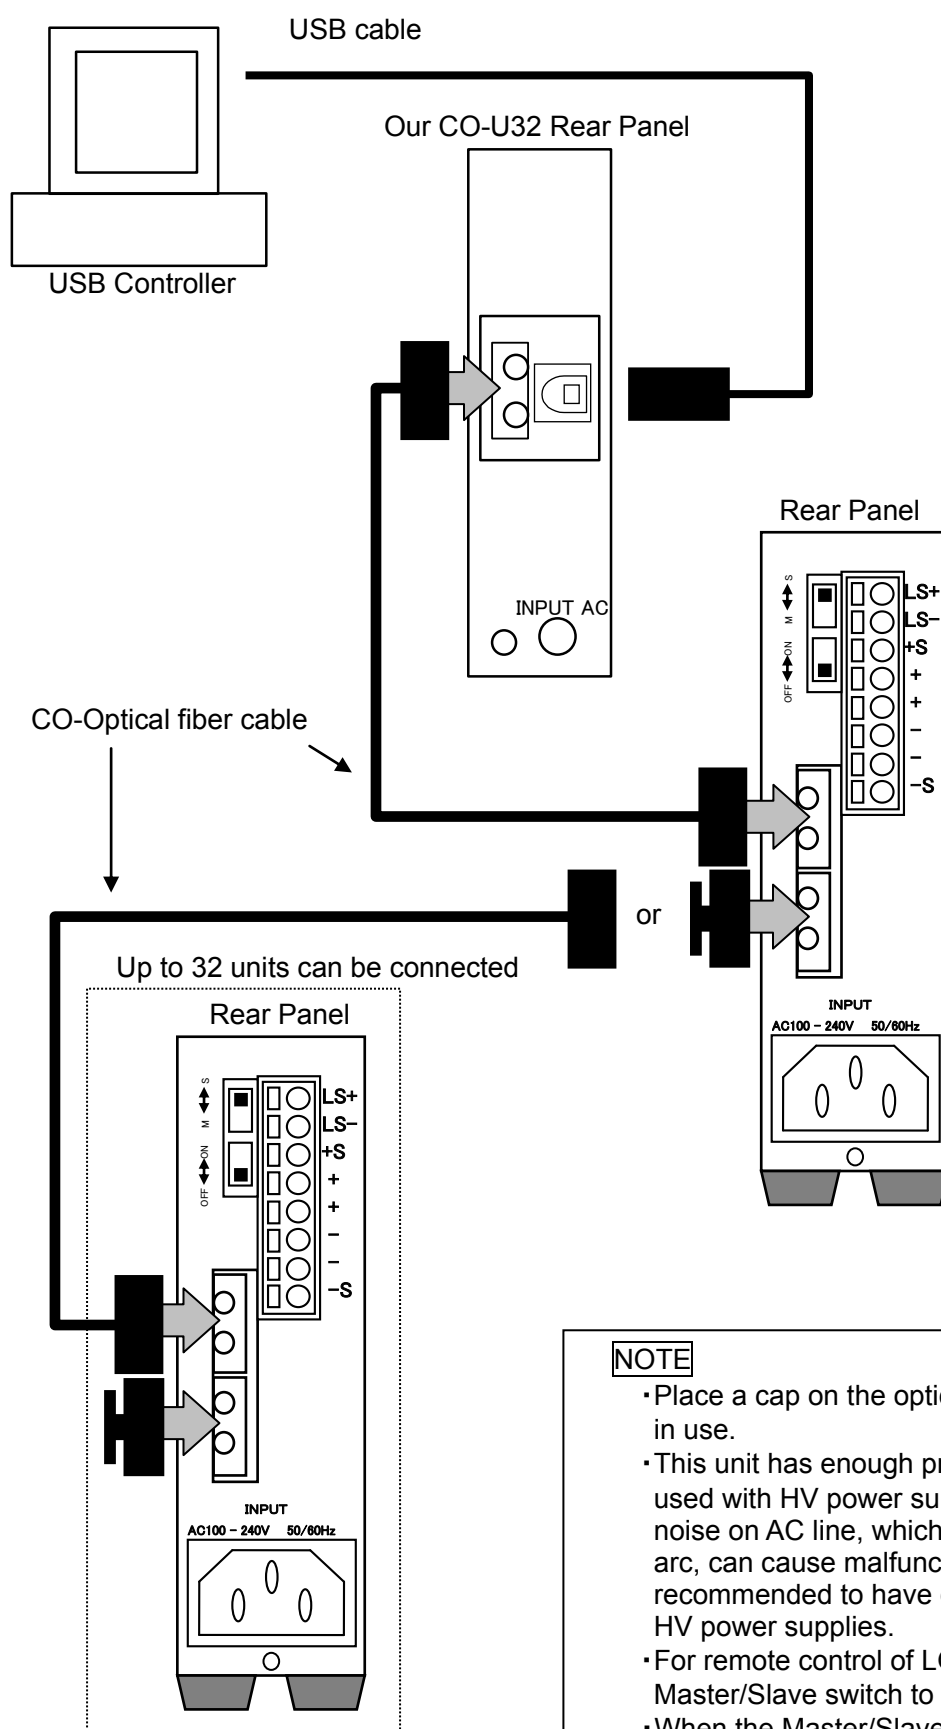 USB cable
Our CO-U32 Rear Panel
USB Controller
INPUT AC
Rear Panel
M S
OFF ON
LS+
LS−
+S
+
+
−
−
−S
CO-Optical fiber cable
or
INPUT
AC100 − 240V 50/60Hz
Up to 32 units can be connected
Rear Panel
M S
OFF ON
LS+
LS−
+S
+
+
−
−
−S
INPUT
AC100 − 240V 50/60Hz
NOTE
・Place a cap on the optic
in use.
・This unit has enough pr
used with HV power su
noise on AC line, which
arc, can cause malfunc
recommended to have
HV power supplies.
・For remote control of L
Master/Slave switch to
・When the Master/Slave